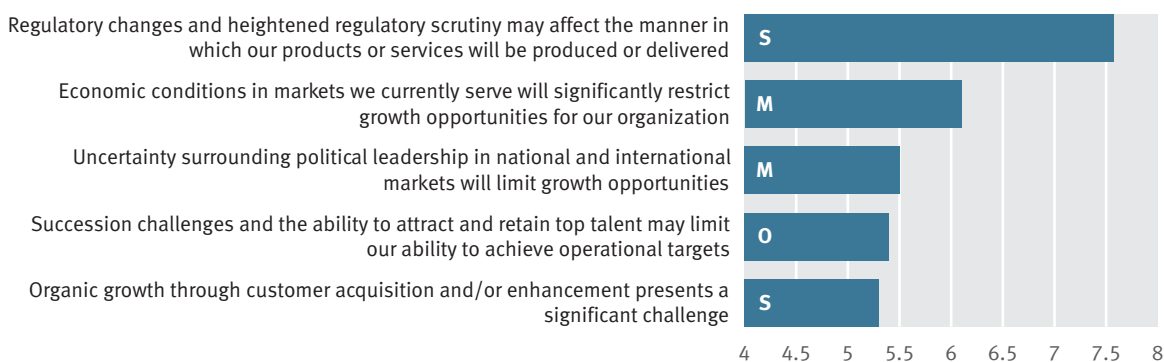 Regulatory changes and heightened regulatory scrutiny may affect the manner in
which our products or services will be produced or delivered
S
Economic conditions in markets we currently serve will significantly restrict
growth opportunities for our organization
M
Uncertainty surrounding political leadership in national and international
markets will limit growth opportunities
M
Succession challenges and the ability to attract and retain top talent may limit
our ability to achieve operational targets
O
Organic growth through customer acquisition and/or enhancement presents a
significant challenge
S
4 4.5 5 5.5 6 6.5 7 7.5 8